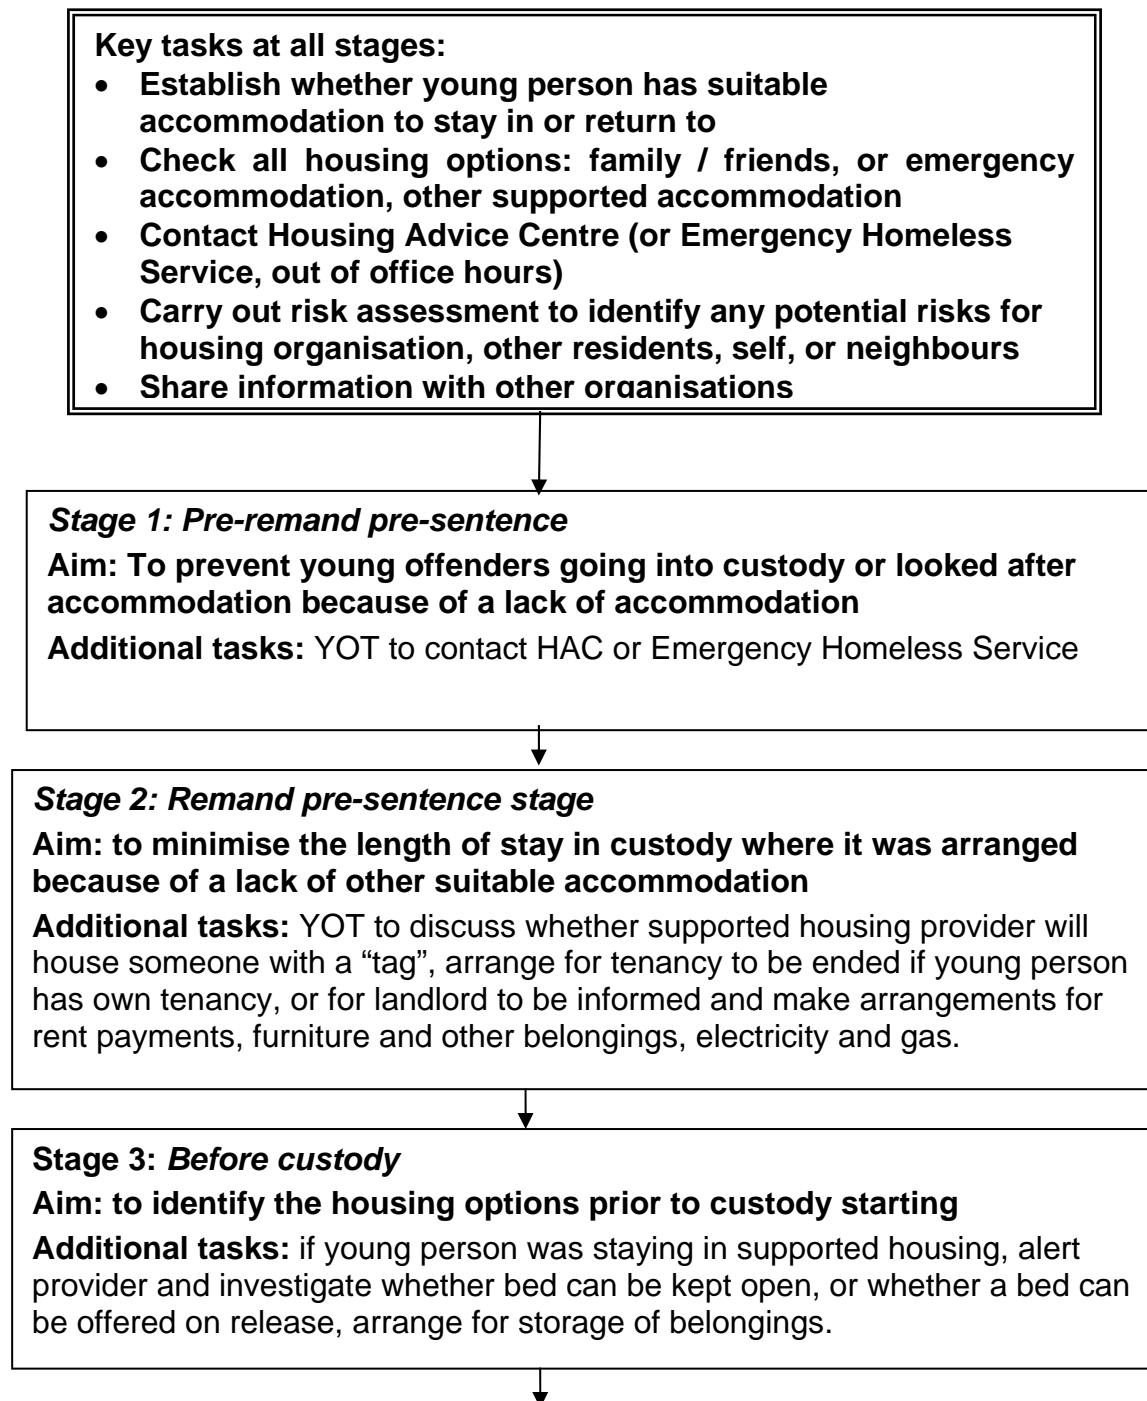 Key tasks at all stages:
• Establish whether young person has suitable
accommodation to stay in or return to
• Check all housing options: family / friends, or emergency
accommodation, other supported accommodation
• Contact Housing Advice Centre (or Emergency Homeless
Service, out of office hours)
• Carry out risk assessment to identify any potential risks for
housing organisation, other residents, self, or neighbours
• Share information with other organisations
Stage 1: Pre-remand pre-sentence
Aim: To prevent young offenders going into custody or looked after
accommodation because of a lack of accommodation
Additional tasks: YOT to contact HAC or Emergency Homeless Service
Stage 2: Remand pre-sentence stage
Aim: to minimise the length of stay in custody where it was arranged
because of a lack of other suitable accommodation
Additional tasks: YOT to discuss whether supported housing provider will
house someone with a “tag”, arrange for tenancy to be ended if young person
has own tenancy, or for landlord to be informed and make arrangements for
rent payments, furniture and other belongings, electricity and gas.
Stage 3: Before custody
Aim: to identify the housing options prior to custody starting
Additional tasks: if young person was staying in supported housing, alert
provider and investigate whether bed can be kept open, or whether a bed can
be offered on release, arrange for storage of belongings.